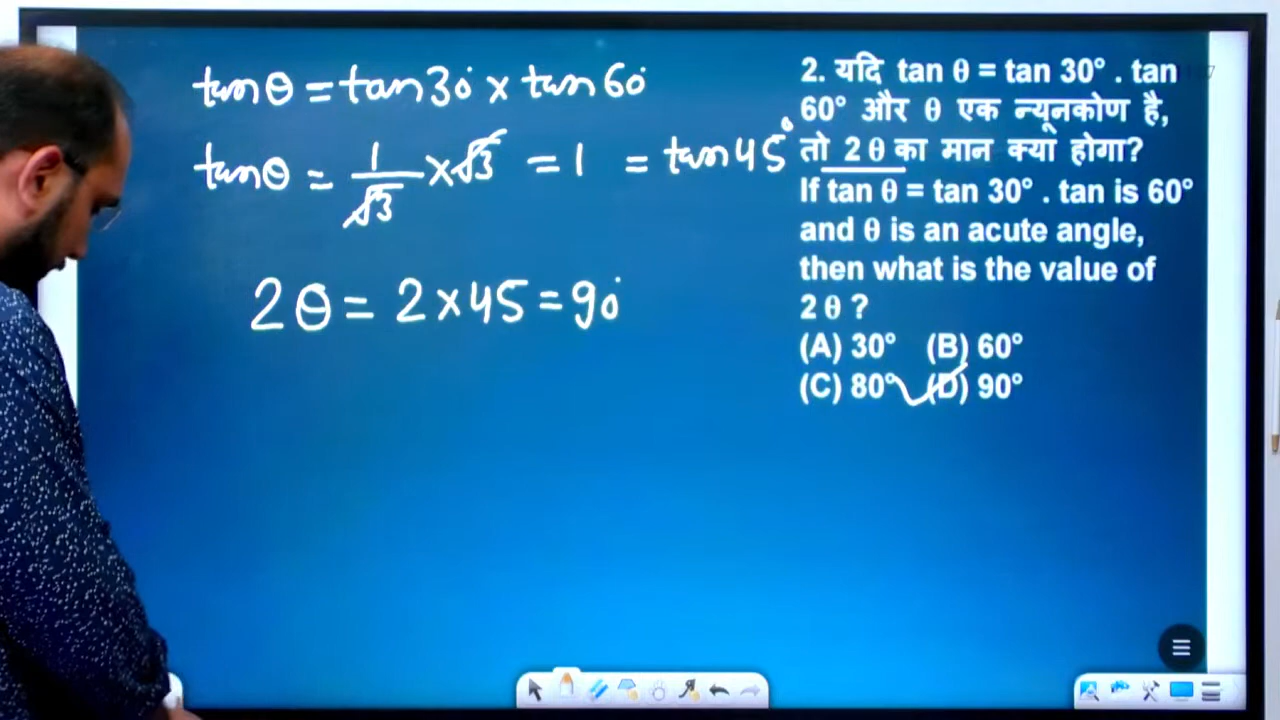 tanθ = tan30° × tan60°
tanθ = 1/√3 × √3 = 1 = tan45°
2θ = 2×45 = 90°
2. यदि tan θ = tan 30° . tan
60° और θ एक न्यूनकोण है,
तो 2 θ का मान क्या होगा?
If tan θ = tan 30° . tan is 60°
and θ is an acute angle,
then what is the value of
2 θ ?
(A) 30° (B) 60°
(C) 80° (D) 90°